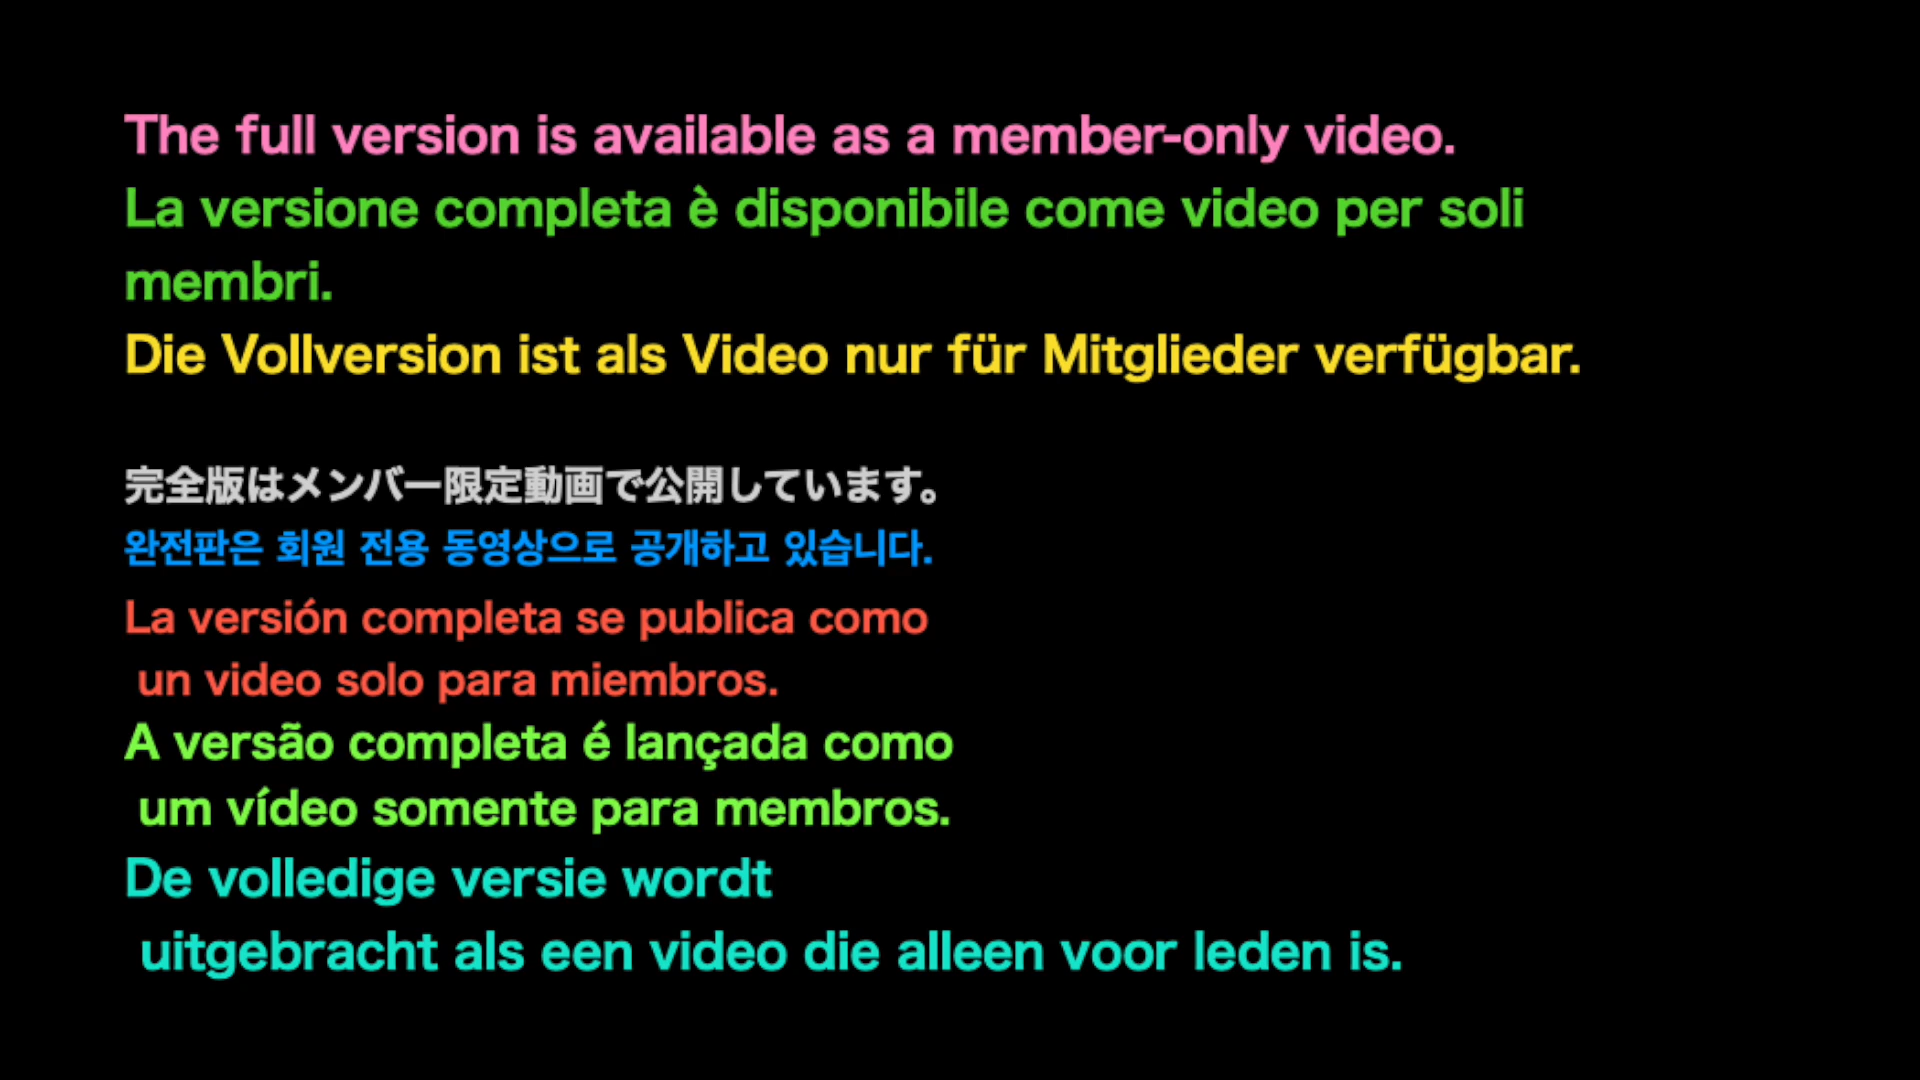 The full version is available as a member-only video.
La versione completa è disponibile come video per soli
membri.
Die Vollversion ist als Video nur für Mitglieder verfügbar.
完全版はメンバー限定動画で公開しています。
완전판은 회원 전용 동영상으로 공개하고 있습니다.
La versión completa se publica como
un video solo para miembros.
A versão completa é lançada como
um vídeo somente para membros.
De volledige versie wordt
uitgebracht als een video die alleen voor leden is.